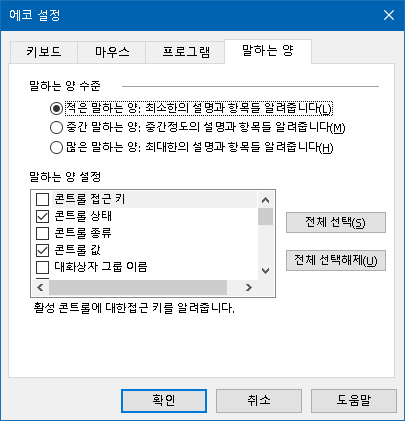 에코 설정
키보드
마우스
프로그램
말하는 양
말하는 양 수준
적은 말하는 양: 최소한의 설명과 항목들 알려줍니다(L)
중간 말하는 양: 중간정도의 설명과 항목들 알려줍니다(M)
많은 말하는 양: 최대한의 설명과 항목들 알려줍니다(H)
말하는 양 설정
콘트롤 접근 키
콘트롤 상태
콘트롤 종류
콘트롤 값
대화상자 그룹 이름
전체 선택(S)
전체 선택해제(U)
활성 콘트롤에 대한접근 키를 알려줍니다.
확인
취소
도움말